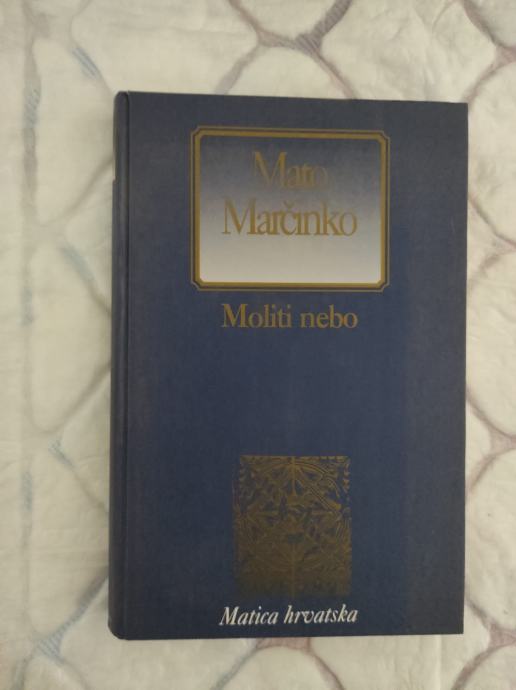 Mato
Marčinko
Moliti nebo
Matica hrvatska